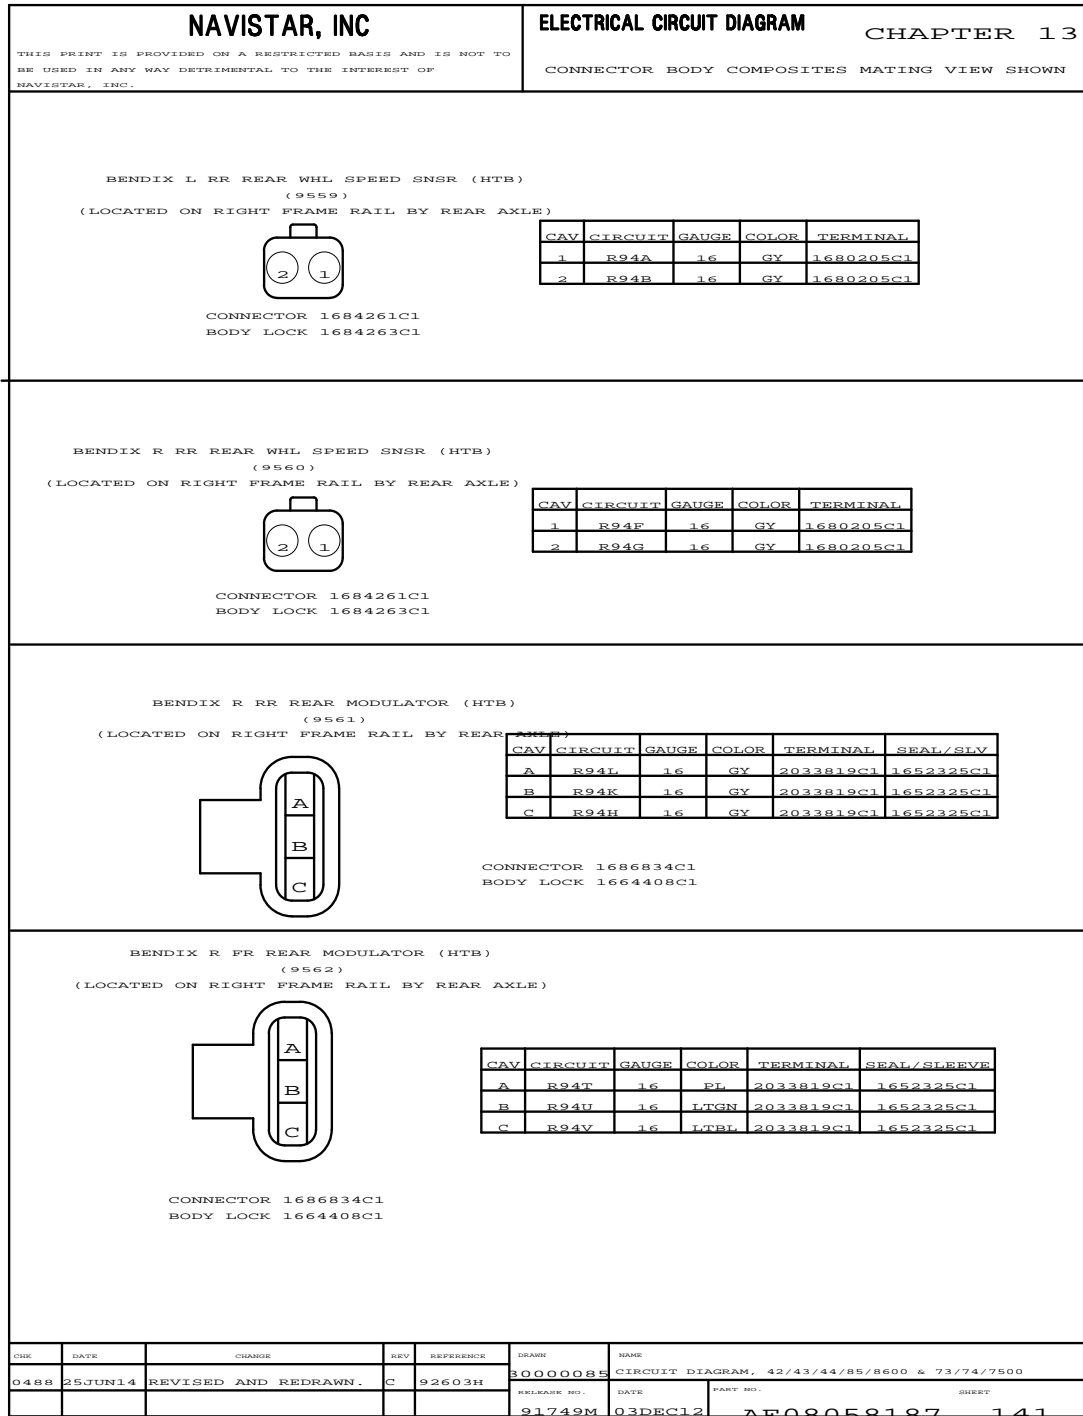 NAVISTAR, INC
THIS PRINT IS PROVIDED ON A RESTRICTED BASIS AND IS NOT TO
BE USED IN ANY WAY DETRIMENTAL TO THE INTEREST OF
NAVISTAR, INC.
ELECTRICAL CIRCUIT DIAGRAM CHAPTER 13
CONNECTOR BODY COMPOSITES MATING VIEW SHOWN
BENDIX L RR REAR WHL SPEED SNSR (HTB)
(9559)
(LOCATED ON RIGHT FRAME RAIL BY REAR AXLE)
2 1
CONNECTOR 1684261C1
BODY LOCK 1684263C1
CAV CIRCUIT GAUGE COLOR TERMINAL
1 R94A 16 GY 1680205C1
2 R94B 16 GY 1680205C1
BENDIX R RR REAR WHL SPEED SNSR (HTB)
(9560)
(LOCATED ON RIGHT FRAME RAIL BY REAR AXLE)
2 1
CONNECTOR 1684261C1
BODY LOCK 1684263C1
CAV CIRCUIT GAUGE COLOR TERMINAL
1 R94F 16 GY 1680205C1
2 R94G 16 GY 1680205C1
BENDIX R RR REAR MODULATOR (HTB)
(9561)
(LOCATED ON RIGHT FRAME RAIL BY REAR AXLE)
A
B
C
CAV CIRCUIT GAUGE COLOR TERMINAL SEAL/SLV
A R94L 16 GY 2033819C1 1652325C1
B R94K 16 GY 2033819C1 1652325C1
C R94H 16 GY 2033819C1 1652325C1
CONNECTOR 1686834C1
BODY LOCK 1664408C1
BENDIX R FR REAR MODULATOR (HTB)
(9562)
(LOCATED ON RIGHT FRAME RAIL BY REAR AXLE)
A
B
C
CAV CIRCUIT GAUGE COLOR TERMINAL SEAL/SLEEVE
A R94T 16 PL 2033819C1 1652325C1
B R94U 16 LTGN 2033819C1 1652325C1
C R94V 16 LTBL 2033819C1 1652325C1
CONNECTOR 1686834C1
BODY LOCK 1664408C1
CHK DATE CHANGE REV REFERENCE
0488 25JUN14 REVISED AND REDRAWN. C 92603H
DRAWN NAME
30000085 CIRCUIT DIAGRAM, 42/43/44/85/8600 & 73/74/7500
RELEASE NO. DATE PART NO. SHEET
91749M 03DEC12 AF08058187 141